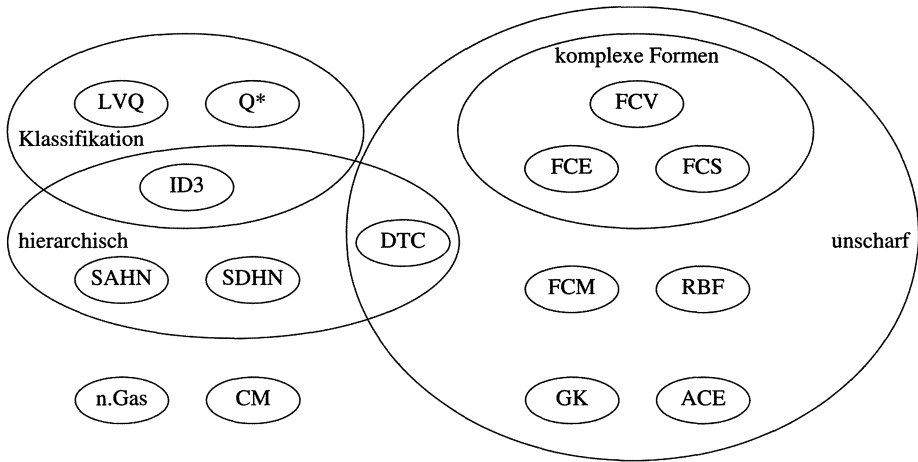 komplexe Formen
LVQ
Q*
FCV
Klassifikation
FCE
FCS
ID3
hierarchisch
DTC
unscharf
SAHN
SDHN
FCM
RBF
n.Gas
CM
GK
ACE